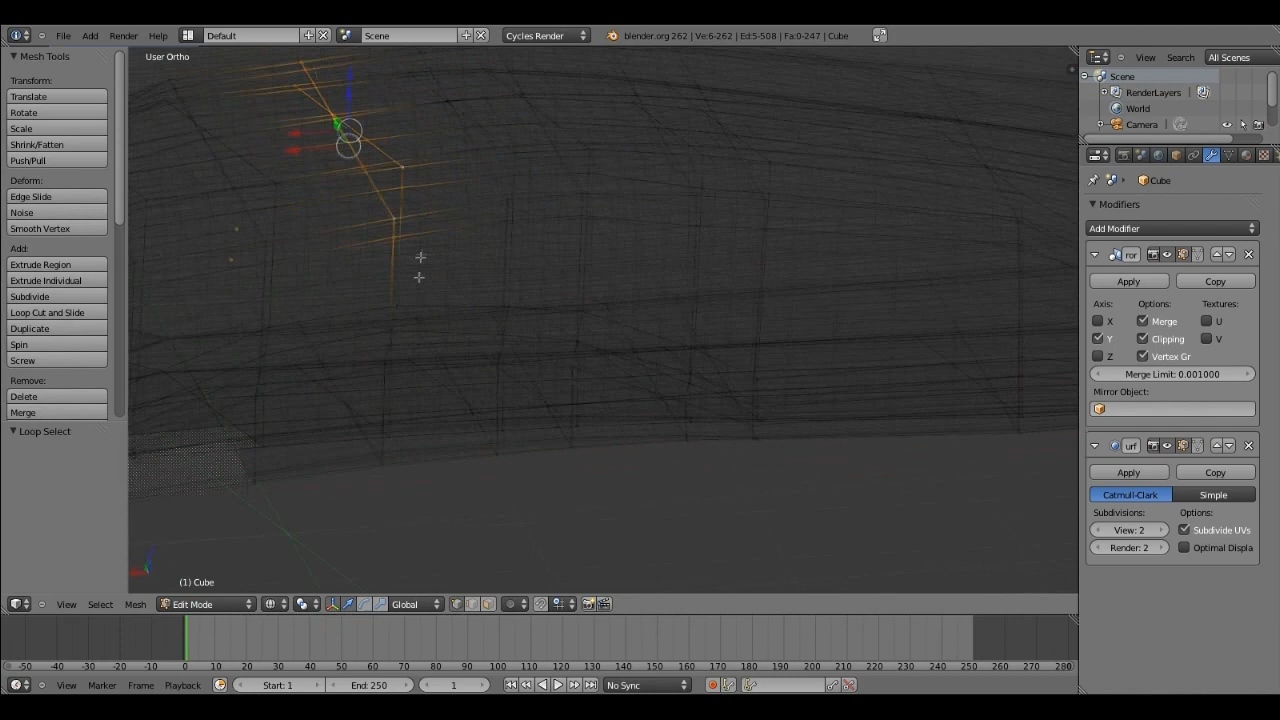 File Add Render Help Default Scene Cycles Render blender.org 262 | Ve:6-262 | Ed:5-508 | Fa:0-247 | Cube
Mesh Tools
Transform:
Translate
Rotate
Scale
Shrink/Fatten
Push/Pull
Deform:
Edge Slide
Noise
Smooth Vertex
Add:
Extrude Region
Extrude Individual
Subdivide
Loop Cut and Slide
Duplicate
Spin
Screw
Remove:
Delete
Merge
Loop Select
User Ortho
(1) Cube
View Search All Scenes
Scene
RenderLayers |
World
Camera |
Cube
Modifiers
Add Modifier
ror
Apply Copy
Axis: Options: Textures:
X Merge U
Y Clipping V
Z Vertex Gr
Merge Limit: 0.001000
Mirror Object:
urf
Apply Copy
Catmull-Clark Simple
Subdivisions: Options:
View: 2 Subdivide UVs
Render: 2 Optimal Displa
View Select Mesh Edit Mode Global
-50 -40 -30 -20 -10 0 10 20 30 40 50 60 70 80 90 100 110 120 130 140 150 160 170 180 190 200 210 220 230 240 250 260 270 280
View Marker Frame Playback Start: 1 End: 250 1 No Sync